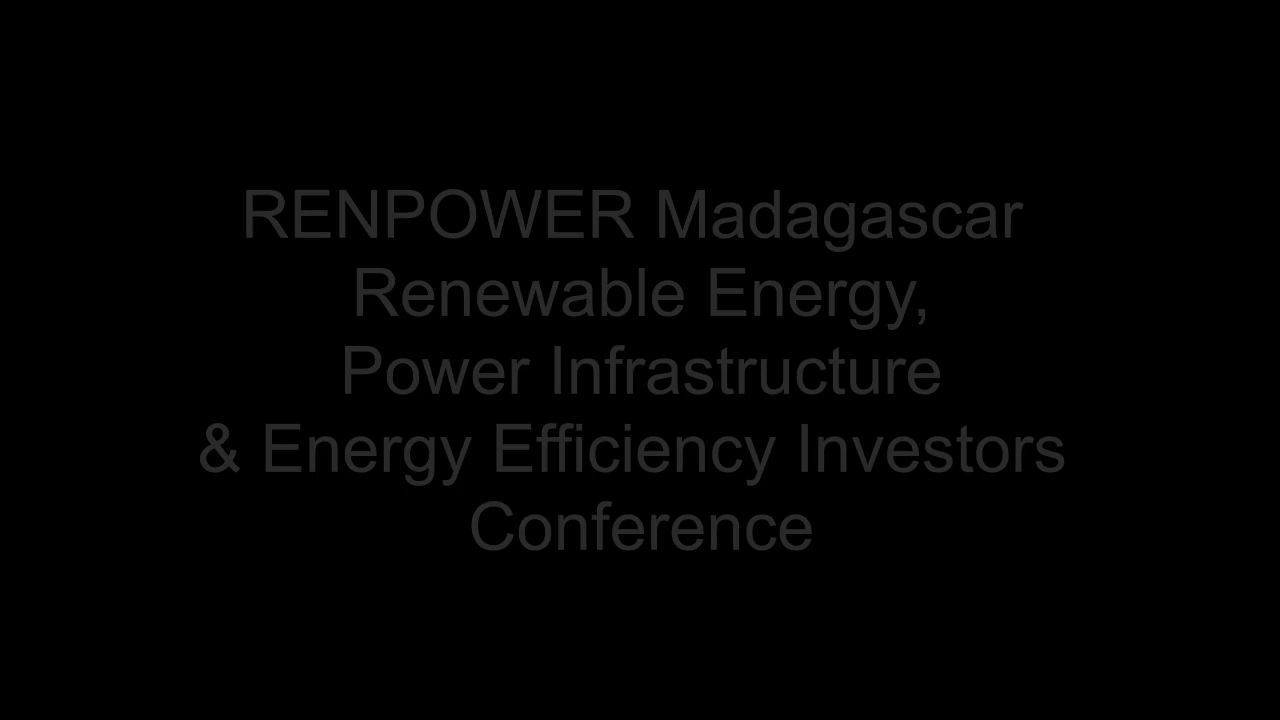 RENPOWER Madagascar
Renewable Energy,
Power Infrastructure
& Energy Efficiency Investors
Conference